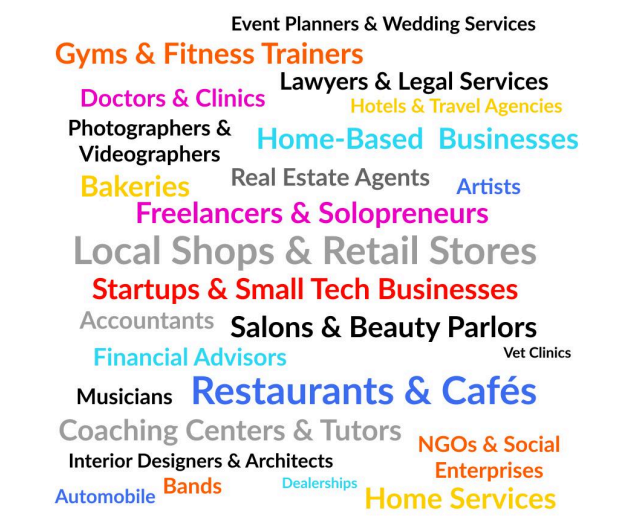 Event Planners & Wedding Services
Gyms & Fitness Trainers
Lawyers & Legal Services
Doctors & Clinics
Hotels & Travel Agencies
Photographers &
Videographers
Home-Based Businesses
Real Estate Agents
Bakeries
Artists
Freelancers & Solopreneurs
Local Shops & Retail Stores
Startups & Small Tech Businesses
Accountants
Salons & Beauty Parlors
Financial Advisors
Vet Clinics
Musicians
Restaurants & Cafés
Coaching Centers & Tutors
NGOs & Social
Enterprises
Interior Designers & Architects
Automobile
Bands
Dealerships
Home Services